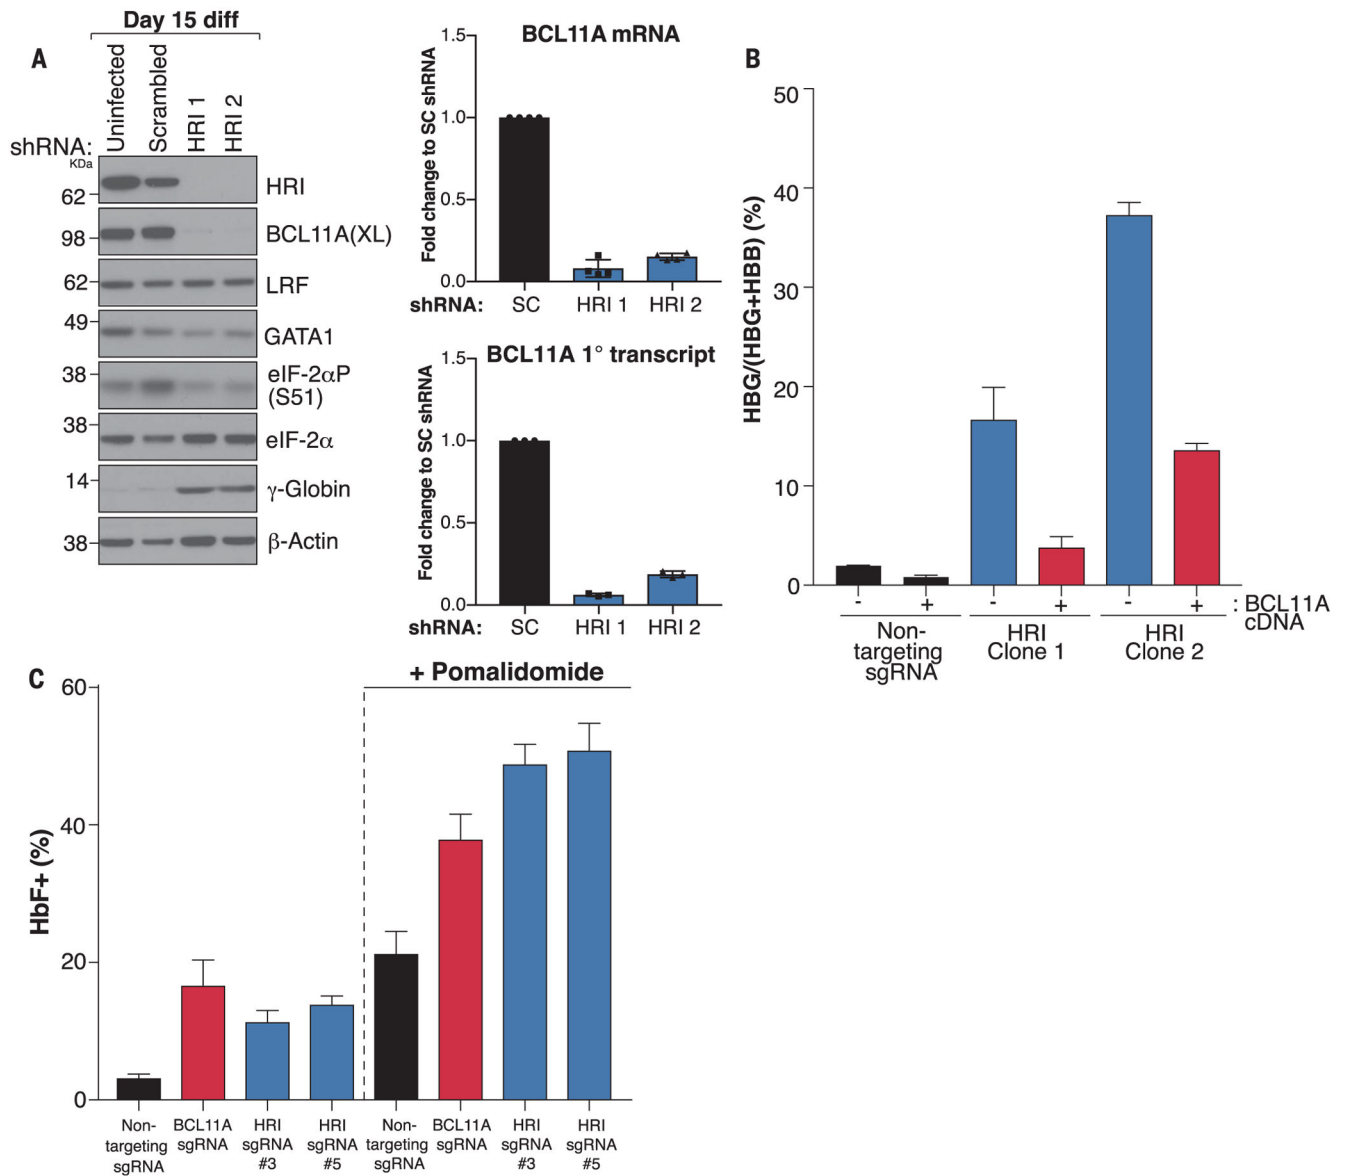 A
Day 15 diff
shRNA:
Uninfected
Scrambled
HRI 1
HRI 2
KDa
62
HRI
98
BCL11A(XL)
62
LRF
49
GATA1
38
eIF-2αP
(S51)
38
eIF-2α
14
γ-Globin
38
β-Actin
BCL11A mRNA
Fold change to SC shRNA
1.5
1.0
0.5
0.0
shRNA:
SC
HRI 1
HRI 2
BCL11A 1° transcript
Fold change to SC shRNA
1.5
1.0
0.5
0.0
shRNA:
SC
HRI 1
HRI 2
B
HBG/(HBG+HBB) (%)
50
40
30
20
10
0
- + - + - +
: BCL11A
cDNA
Non-
targeting
sgRNA
HRI
Clone 1
HRI
Clone 2
C
+ Pomalidomide
HbF+ (%)
60
40
20
0
Non-
targeting
sgRNA
BCL11A
sgRNA
HRI
sgRNA
#3
HRI
sgRNA
#5
Non-
targeting
sgRNA
BCL11A
sgRNA
HRI
sgRNA
#3
HRI
sgRNA
#5